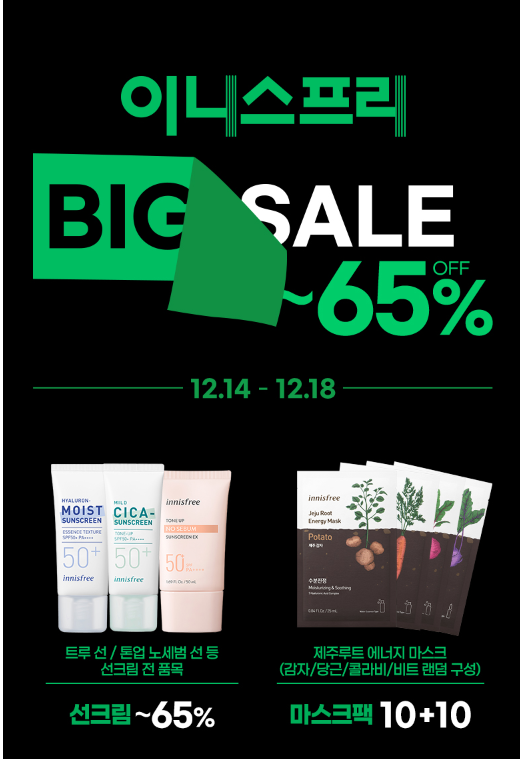 이니스프리
BIG SALE
~65%
OFF
12.14 - 12.18
HYALURON-
MOIST
SUNSCREEN
ESSENCE TEXTURE
SPF50+ PA++++
50+
innisfree
MILD
CICA-
SUNSCREEN
TONE UP
SPF50+ PA++++
50+
innisfree
innisfree
TONE UP
NO SEBUM
SUNSCREEN EX
50
innisfree
Jeju Root
Energy Mask
Potato
제주 감자
수분진정
Moisturizing & Soothing
트루 선 / 톤업 노세범 선 등
선크림 전 품목
선크림 ~65%
제주루트 에너지 마스크
(감자/당근/콜라비/비트 랜덤 구성)
마스크팩 10+10